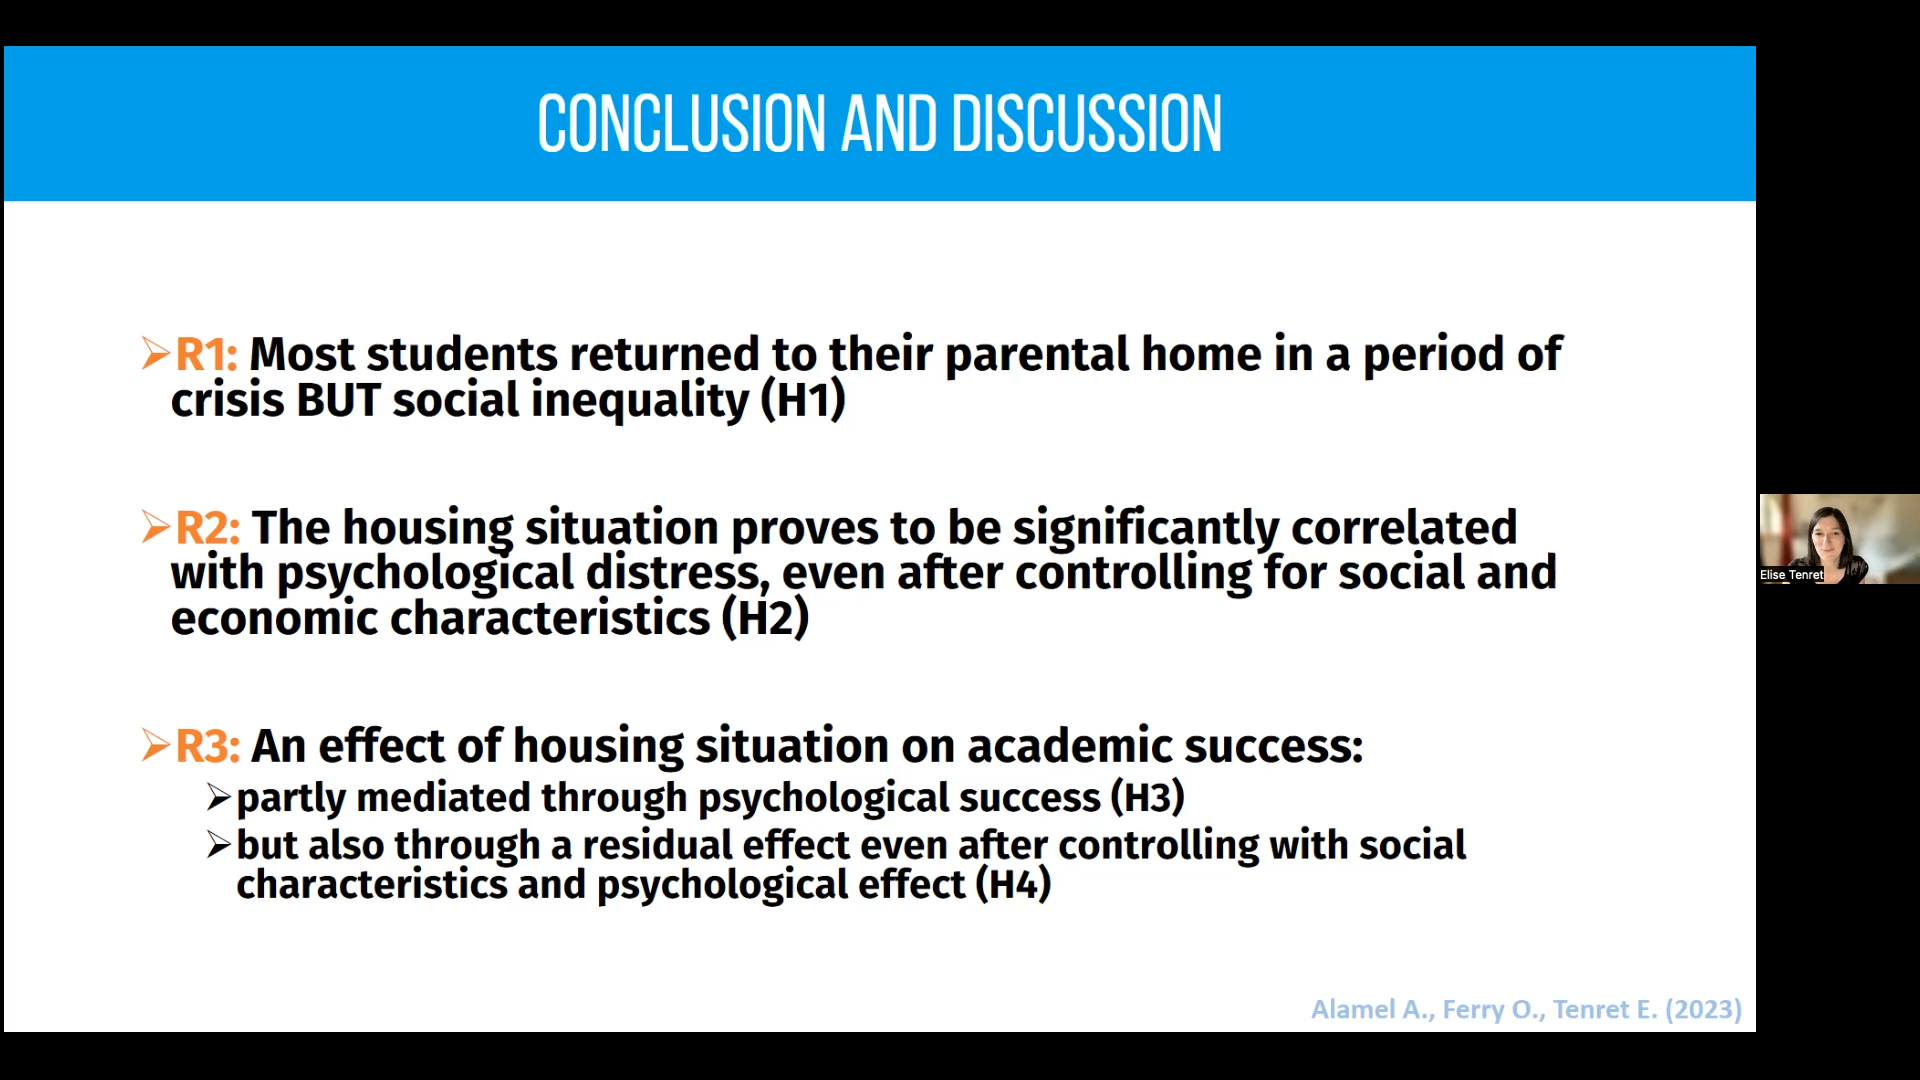 CONCLUSION AND DISCUSSION
R1: Most students returned to their parental home in a period of
crisis BUT social inequality (H1)
R2: The housing situation proves to be significantly correlated
with psychological distress, even after controlling for social and
economic characteristics (H2)
R3: An effect of housing situation on academic success:
partly mediated through psychological success (H3)
but also through a residual effect even after controlling with social
characteristics and psychological effect (H4)
Alamel A., Ferry O., Tenret E. (2023)
Elise Tenret